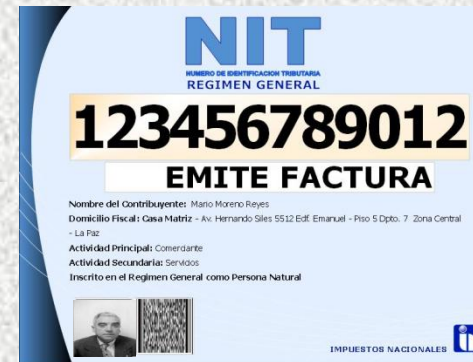 NIT
NUMERO DE IDENTIFICACION TRIBUTARIA
REGIMEN GENERAL
123456789012
EMITE FACTURA
Nombre del Contribuyente: Mario Moreno Reyes
Domicilio Fiscal: Casa Matriz - Av. Hernando Siles 5512 Edf. Emanuel - Piso 5 Dpto. 7 Zona Central
- La Paz
Actividad Principal: Comerciante
Actividad Secundaria: Servicios
Inscrito en el Regimen General como Persona Natural
IMPUESTOS NACIONALES